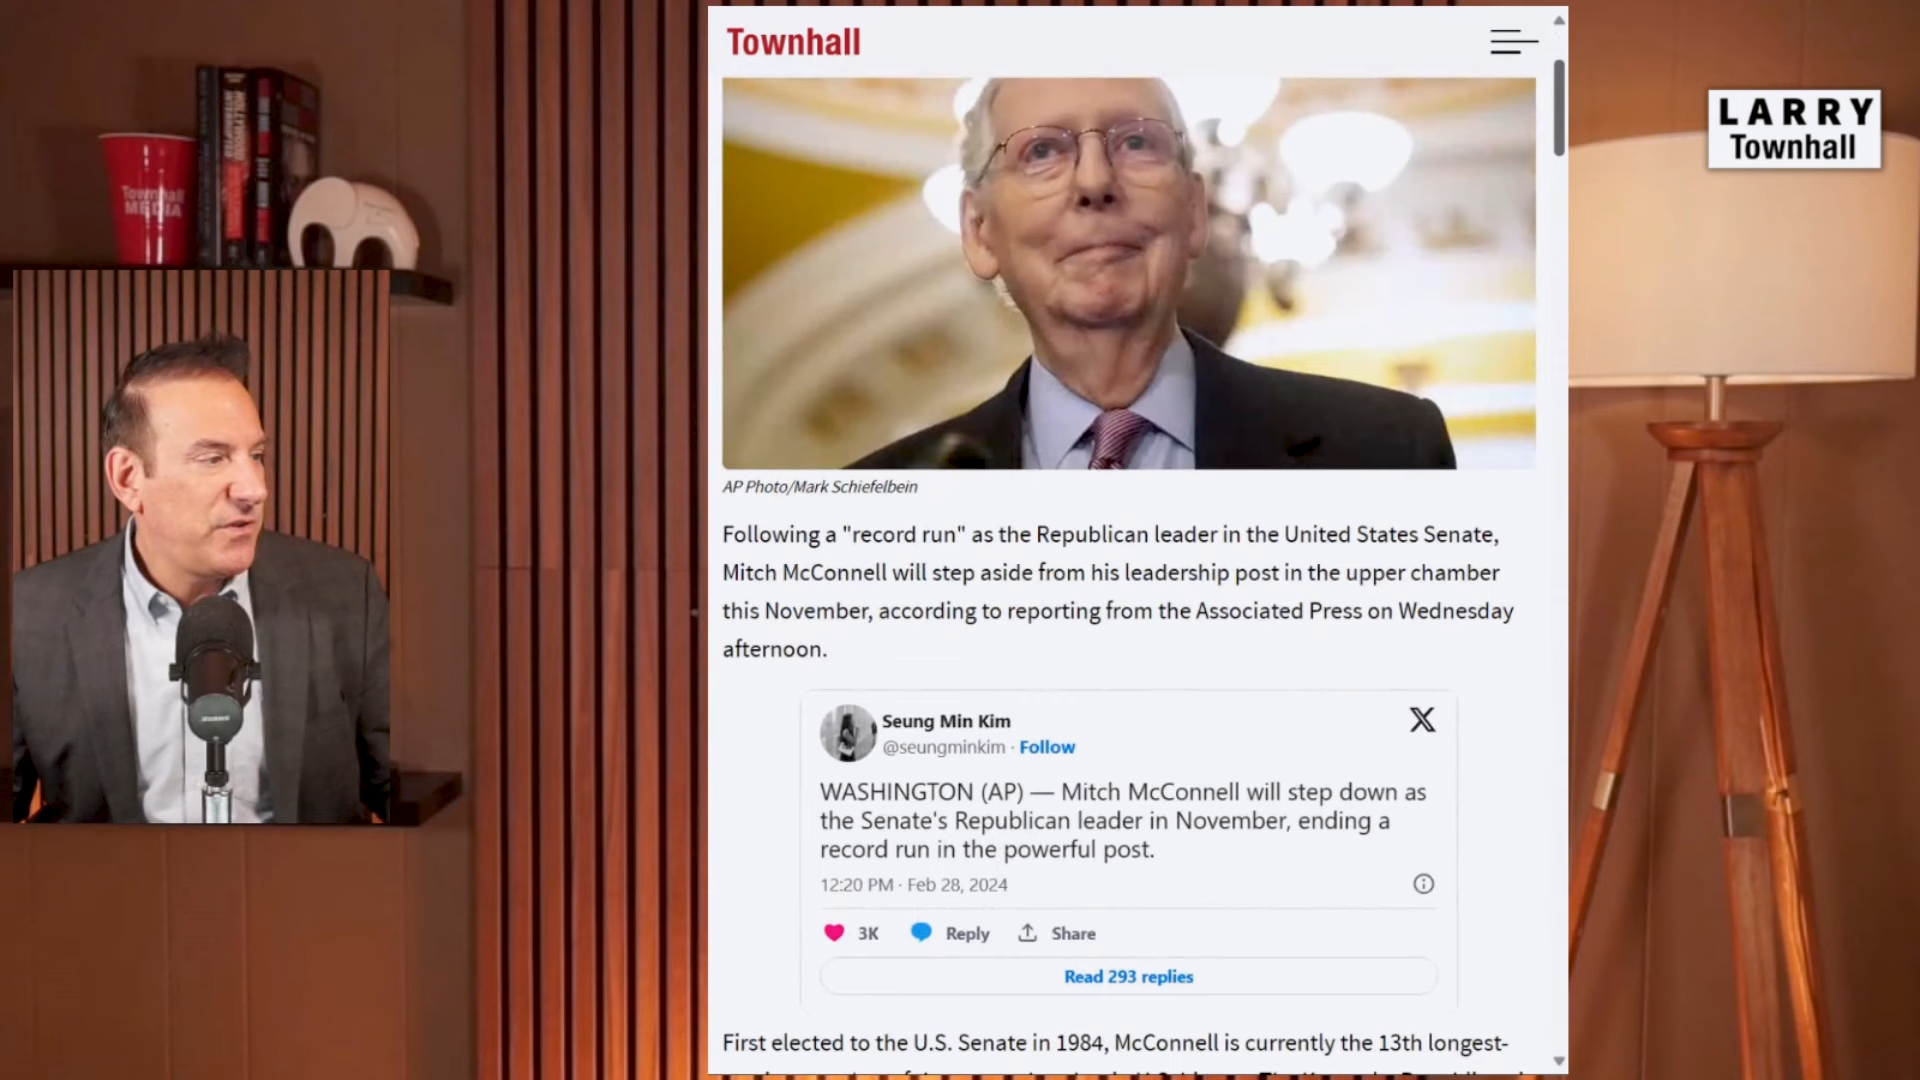 Townhall
LARRY
Townhall
Townhall
MEDIA
AP Photo/Mark Schiefelbein
Following a "record run" as the Republican leader in the United States Senate,
Mitch McConnell will step aside from his leadership post in the upper chamber
this November, according to reporting from the Associated Press on Wednesday
afternoon.
Seung Min Kim
@seungminkim · Follow
WASHINGTON (AP) — Mitch McConnell will step down as
the Senate's Republican leader in November, ending a
record run in the powerful post.
12:20 PM · Feb 28, 2024
3K Reply Share
Read 293 replies
First elected to the U.S. Senate in 1984, McConnell is currently the 13th longest-